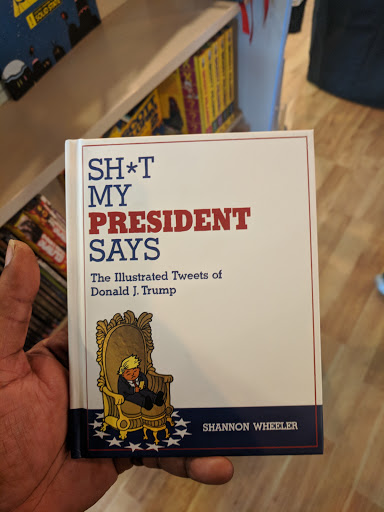 SH*T
MY
PRESIDENT
SAYS
The Illustrated Tweets of
Donald J. Trump
SHANNON WHEELER